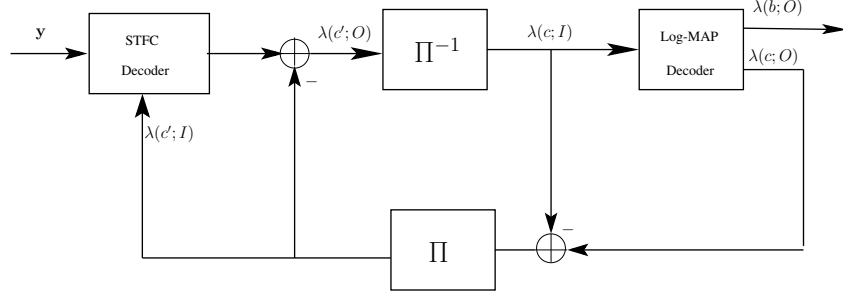 y
STFC
Decoder
λ(c′; O)
−
Π⁻¹
λ(c; I)
Log-MAP
Decoder
λ(b; O)
λ(c; O)
λ(c′; I)
Π
−